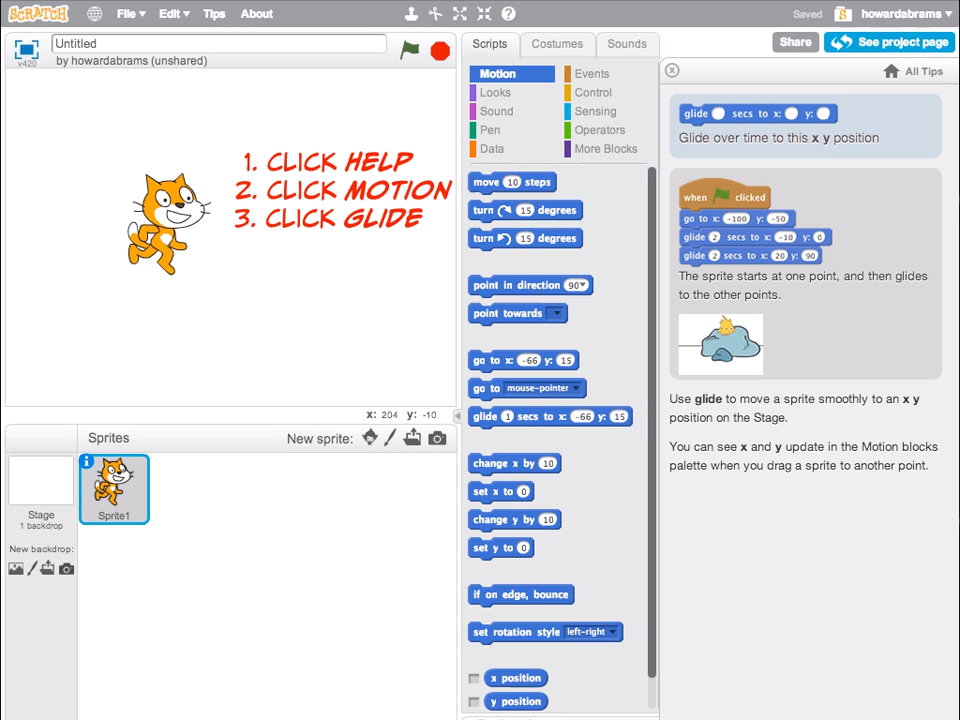 SCRATCH
File
Edit
Tips
About
Saved
howardabrams
v420
Untitled
by howardabrams (unshared)
Scripts
Costumes
Sounds
Share
See project page
Motion
Looks
Sound
Pen
Data
Events
Control
Sensing
Operators
More Blocks
x
All Tips
1. CLICK HELP
2. CLICK MOTION
3. CLICK GLIDE
move 10 steps
turn 15 degrees
turn 15 degrees
point in direction 90
point towards
go to x: -66 y: 15
go to mouse-pointer
glide 1 secs to x: -66 y: 15
change x by 10
set x to 0
change y by 10
set y to 0
if on edge, bounce
set rotation style left-right
x position
y position
glide secs to x: y:
Glide over time to this x y position
when clicked
go to x: -100 y: -50
glide 2 secs to x: -10 y: 0
glide 2 secs to x: 20 y: 90
The sprite starts at one point, and then glides
to the other points.
Use glide to move a sprite smoothly to an x y
position on the Stage.
You can see x and y update in the Motion blocks
palette when you drag a sprite to another point.
x: 204 y: -10
Sprites
New sprite:
Stage
1 backdrop
New backdrop:
i
Sprite1